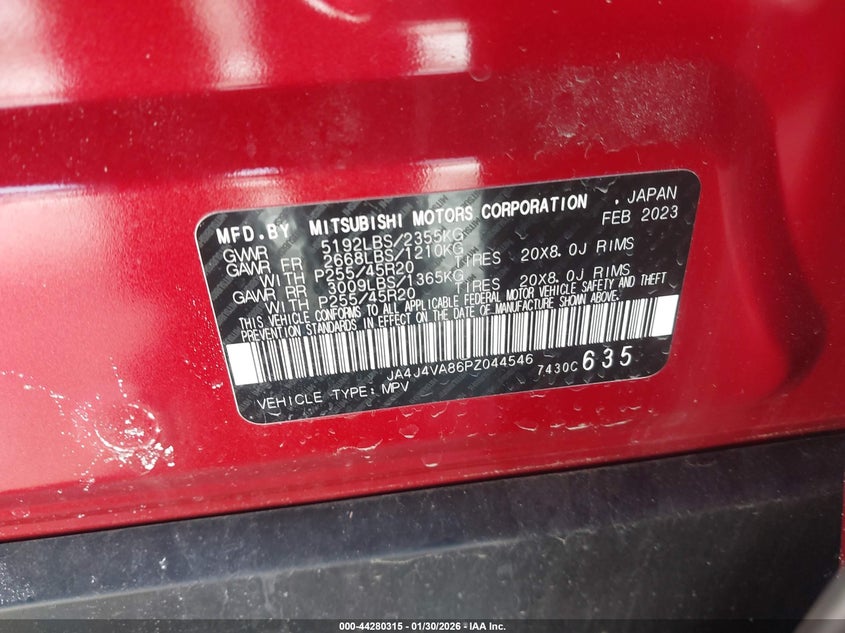 MFD.BY MITSUBISHI MOTORS CORPORATION . JAPAN
GVWR 5192LBS/2355KG FEB 2023
GAWR FR 2668LBS/1210KG
WITH P255/45R20 TIRES 20X8.0J RIMS
GAWR RR 3009LBS/1365KG
WITH P255/45R20 TIRES 20X8.0J RIMS
THIS VEHICLE CONFORMS TO ALL APPLICABLE FEDERAL MOTOR VEHICLE SAFETY AND THEFT
PREVENTION STANDARDS IN EFFECT ON THE DATE OF MANUFACTURE SHOWN ABOVE.
JA4J4VA86PZ044546 7430C 635
VEHICLE TYPE: MPV
000-44280315 - 01/30/2026 - IAA Inc.